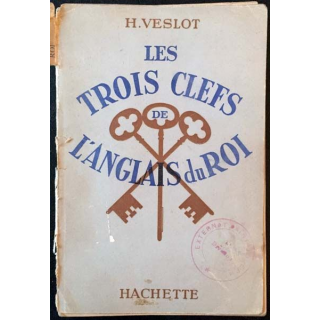 H. VESLOT
LES
TROIS CLEFS
DE
L'ANGLAIS du ROI
HACHETTE